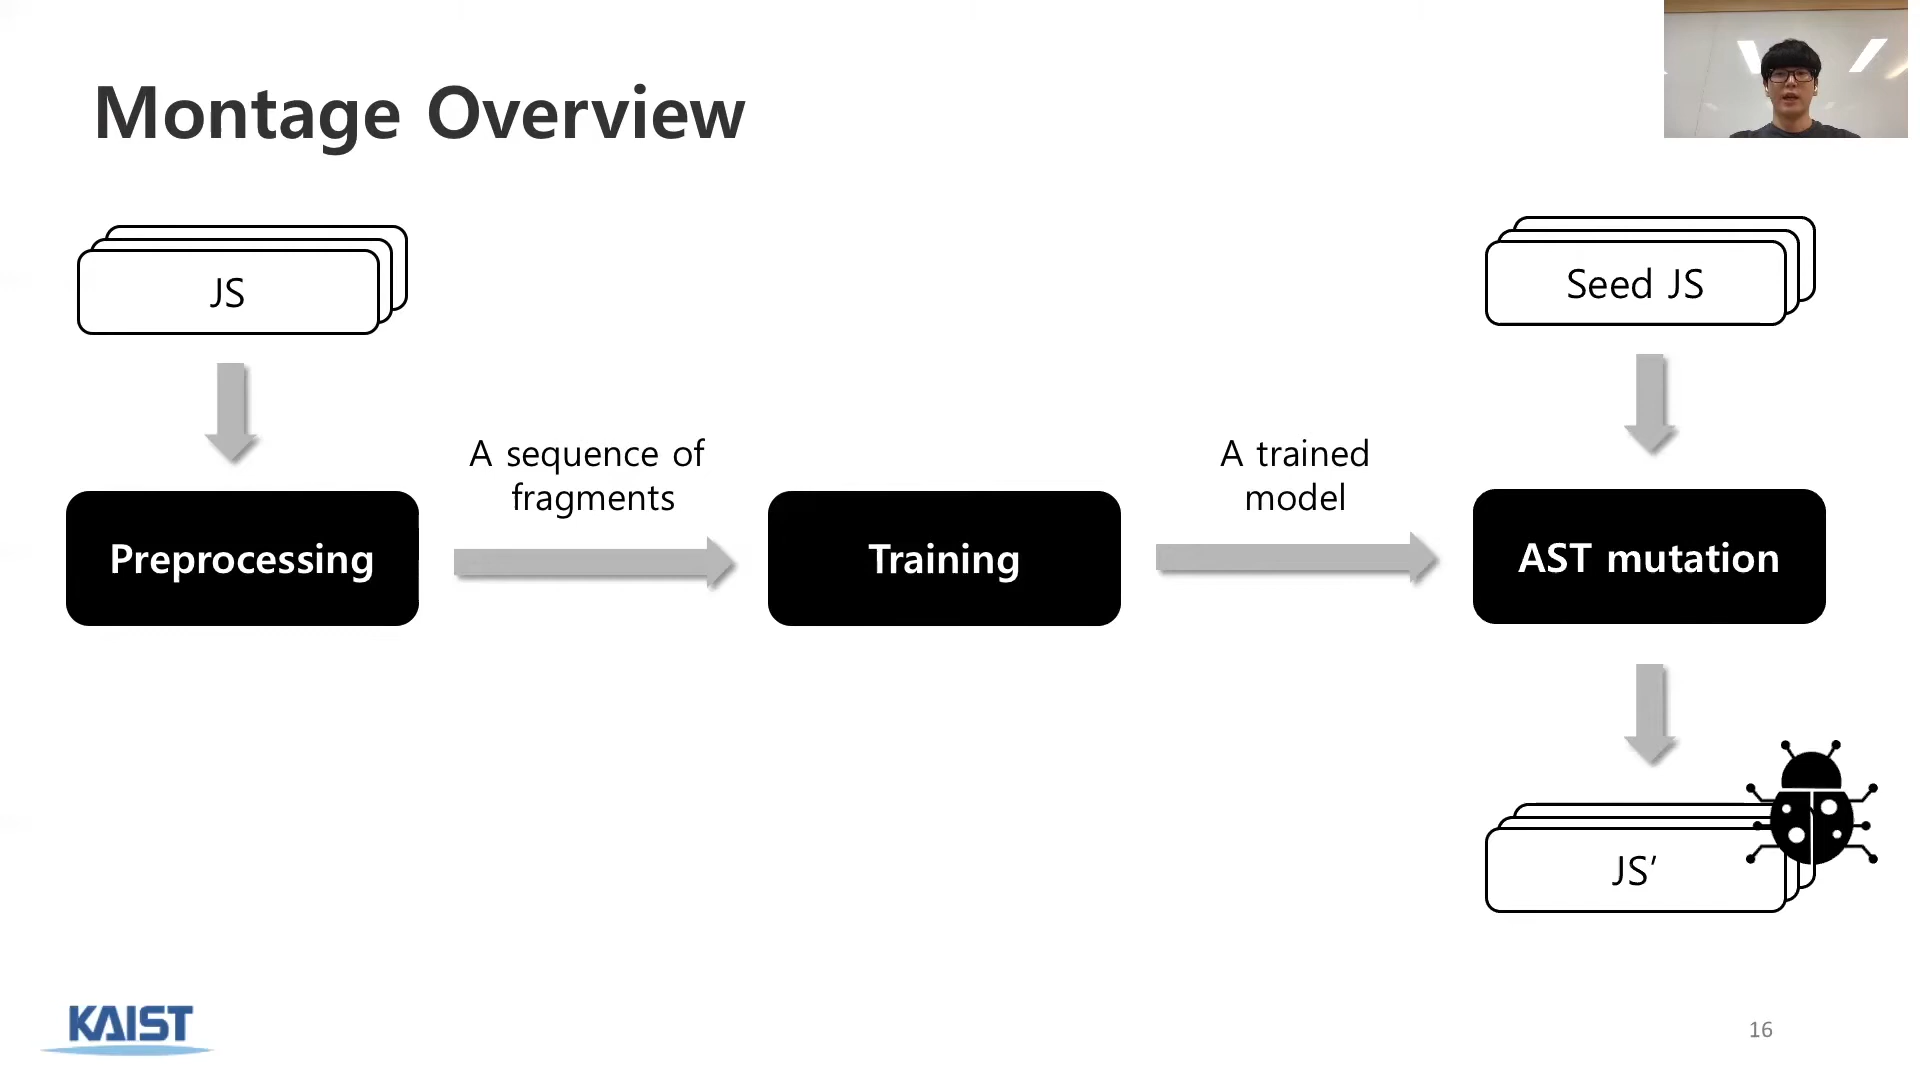 Montage Overview
JS
Seed JS
A sequence of
fragments
A trained
model
Preprocessing
Training
AST mutation
JS′
KAIST
16